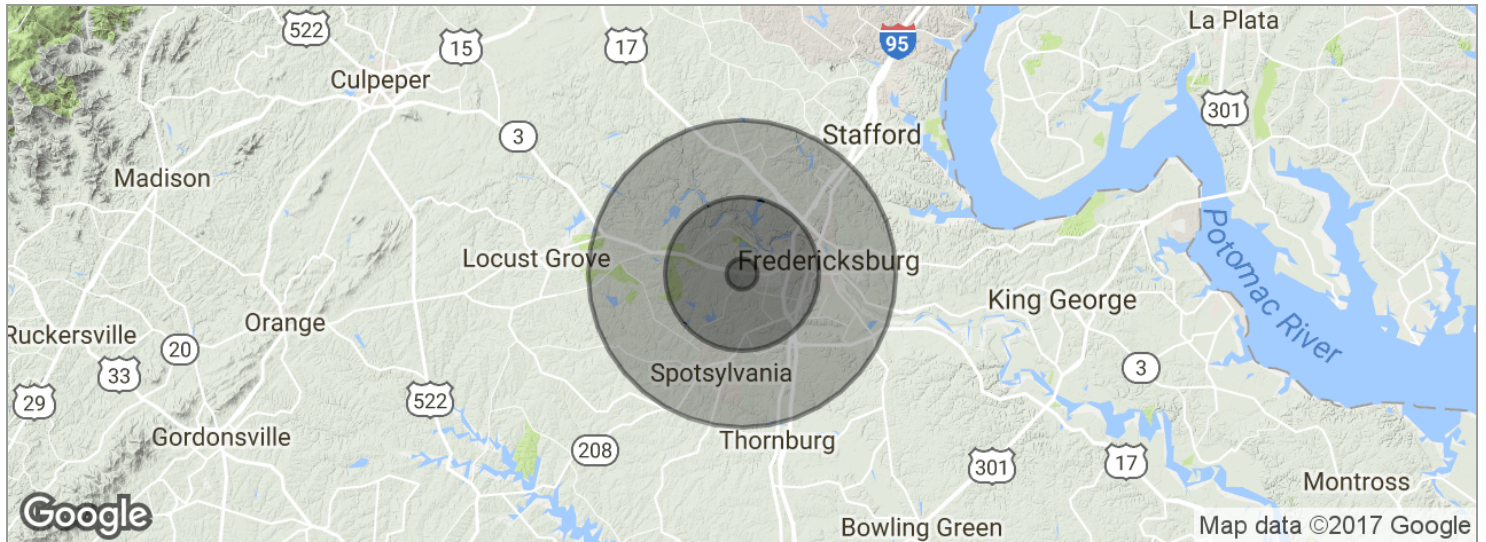 La Plata
522
15
17
95
Culpeper
301
3
Stafford
Madison
Potomac River
Locust Grove
Fredericksburg
King George
Orange
Ruckersville
20
33
3
Spotsylvania
29
522
Gordonsville
Thornburg
208
301
17
Montross
Google
Bowling Green
Map data ©2017 Google